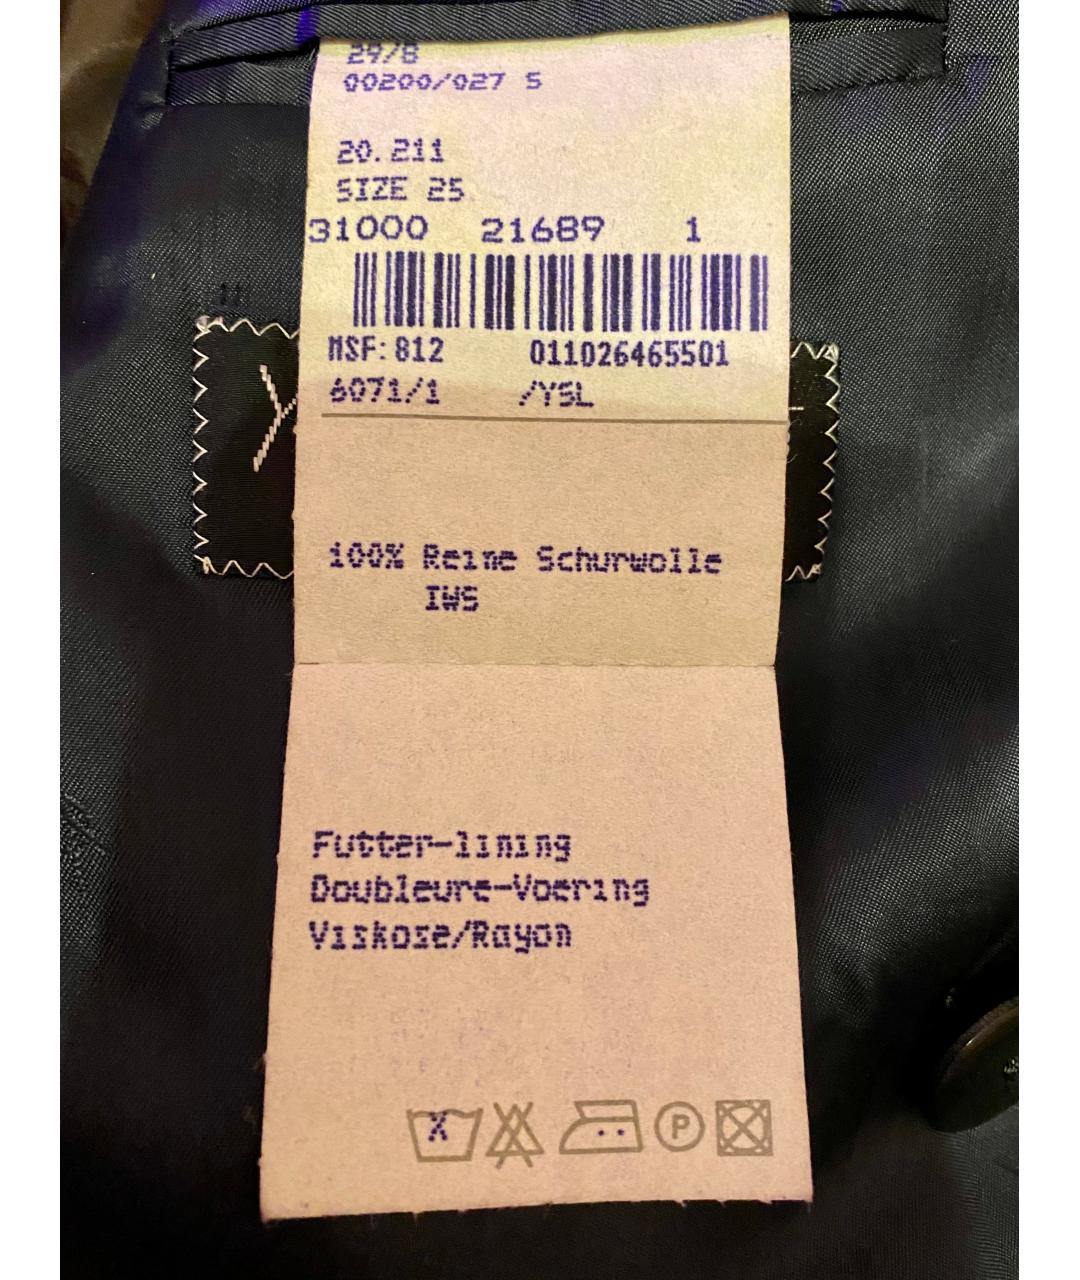 29/8
00200/027 S
20.211
SIZE 25
31000 21689 1
MSF: 812 011026465501
6071/1 /YSL
Y
100% Reine Schurwolle
IWS
Futter-lining
Doubleure-Voering
Viskose/Rayon
X
P